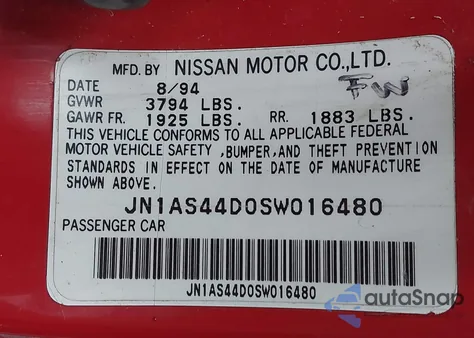 MFD. BY NISSAN MOTOR CO.,LTD.
FW
DATE 8/94
GVWR 3794 LBS.
GAWR FR. 1925 LBS. RR. 1883 LBS.
THIS VEHICLE CONFORMS TO ALL APPLICABLE FEDERAL
MOTOR VEHICLE SAFETY ,BUMPER,AND THEFT PREVENTION
STANDARDS IN EFFECT ON THE DATE OF MANUFACTURE
SHOWN ABOVE.
JN1AS44D0SW016480
PASSENGER CAR
JN1AS44D0SW016480
autaSnap